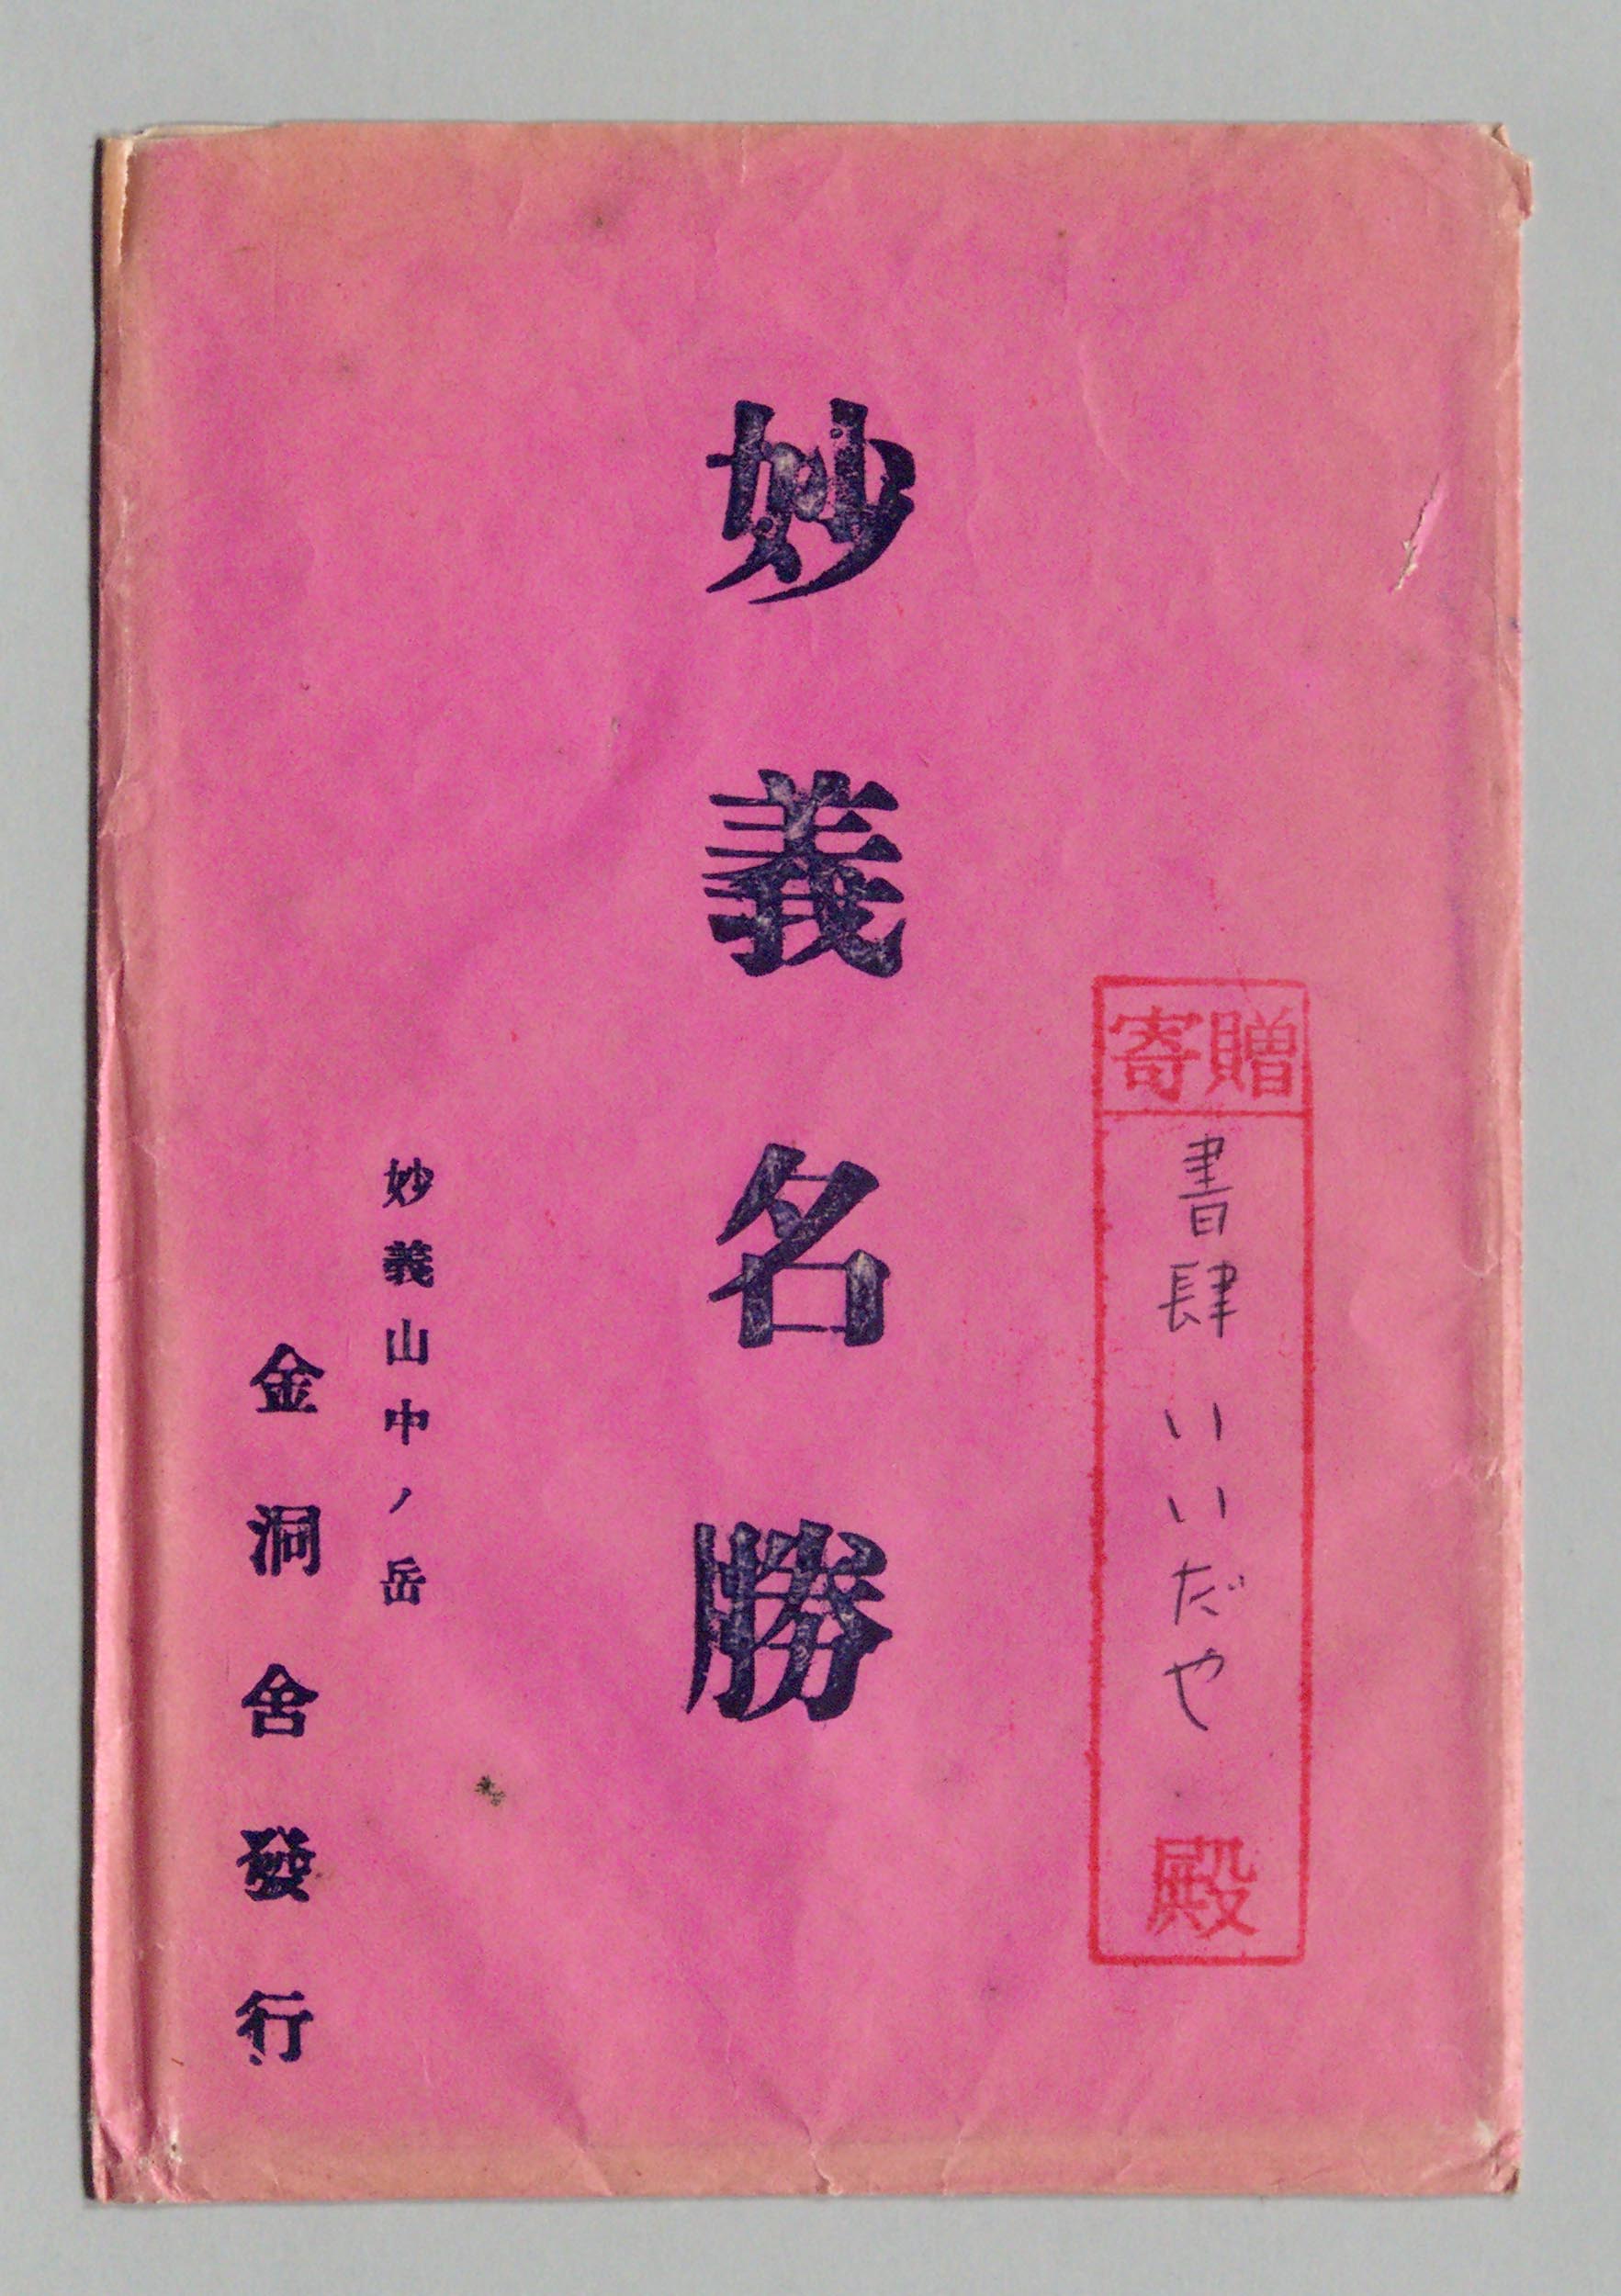 寄贈
書肆いいだや
殿
妙義名勝
妙義山中ノ岳
金洞舍發行